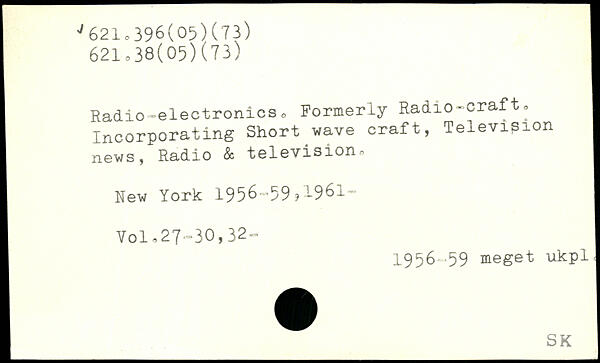 ✓621.396(05)(73)
621.38(05)(73)
Radio-electronics. Formerly Radio-craft.
Incorporating Short wave craft, Television
news, Radio & television.
New York 1956-59,1961-
Vol.27-30,32-
1956-59 meget ukpl.
SK